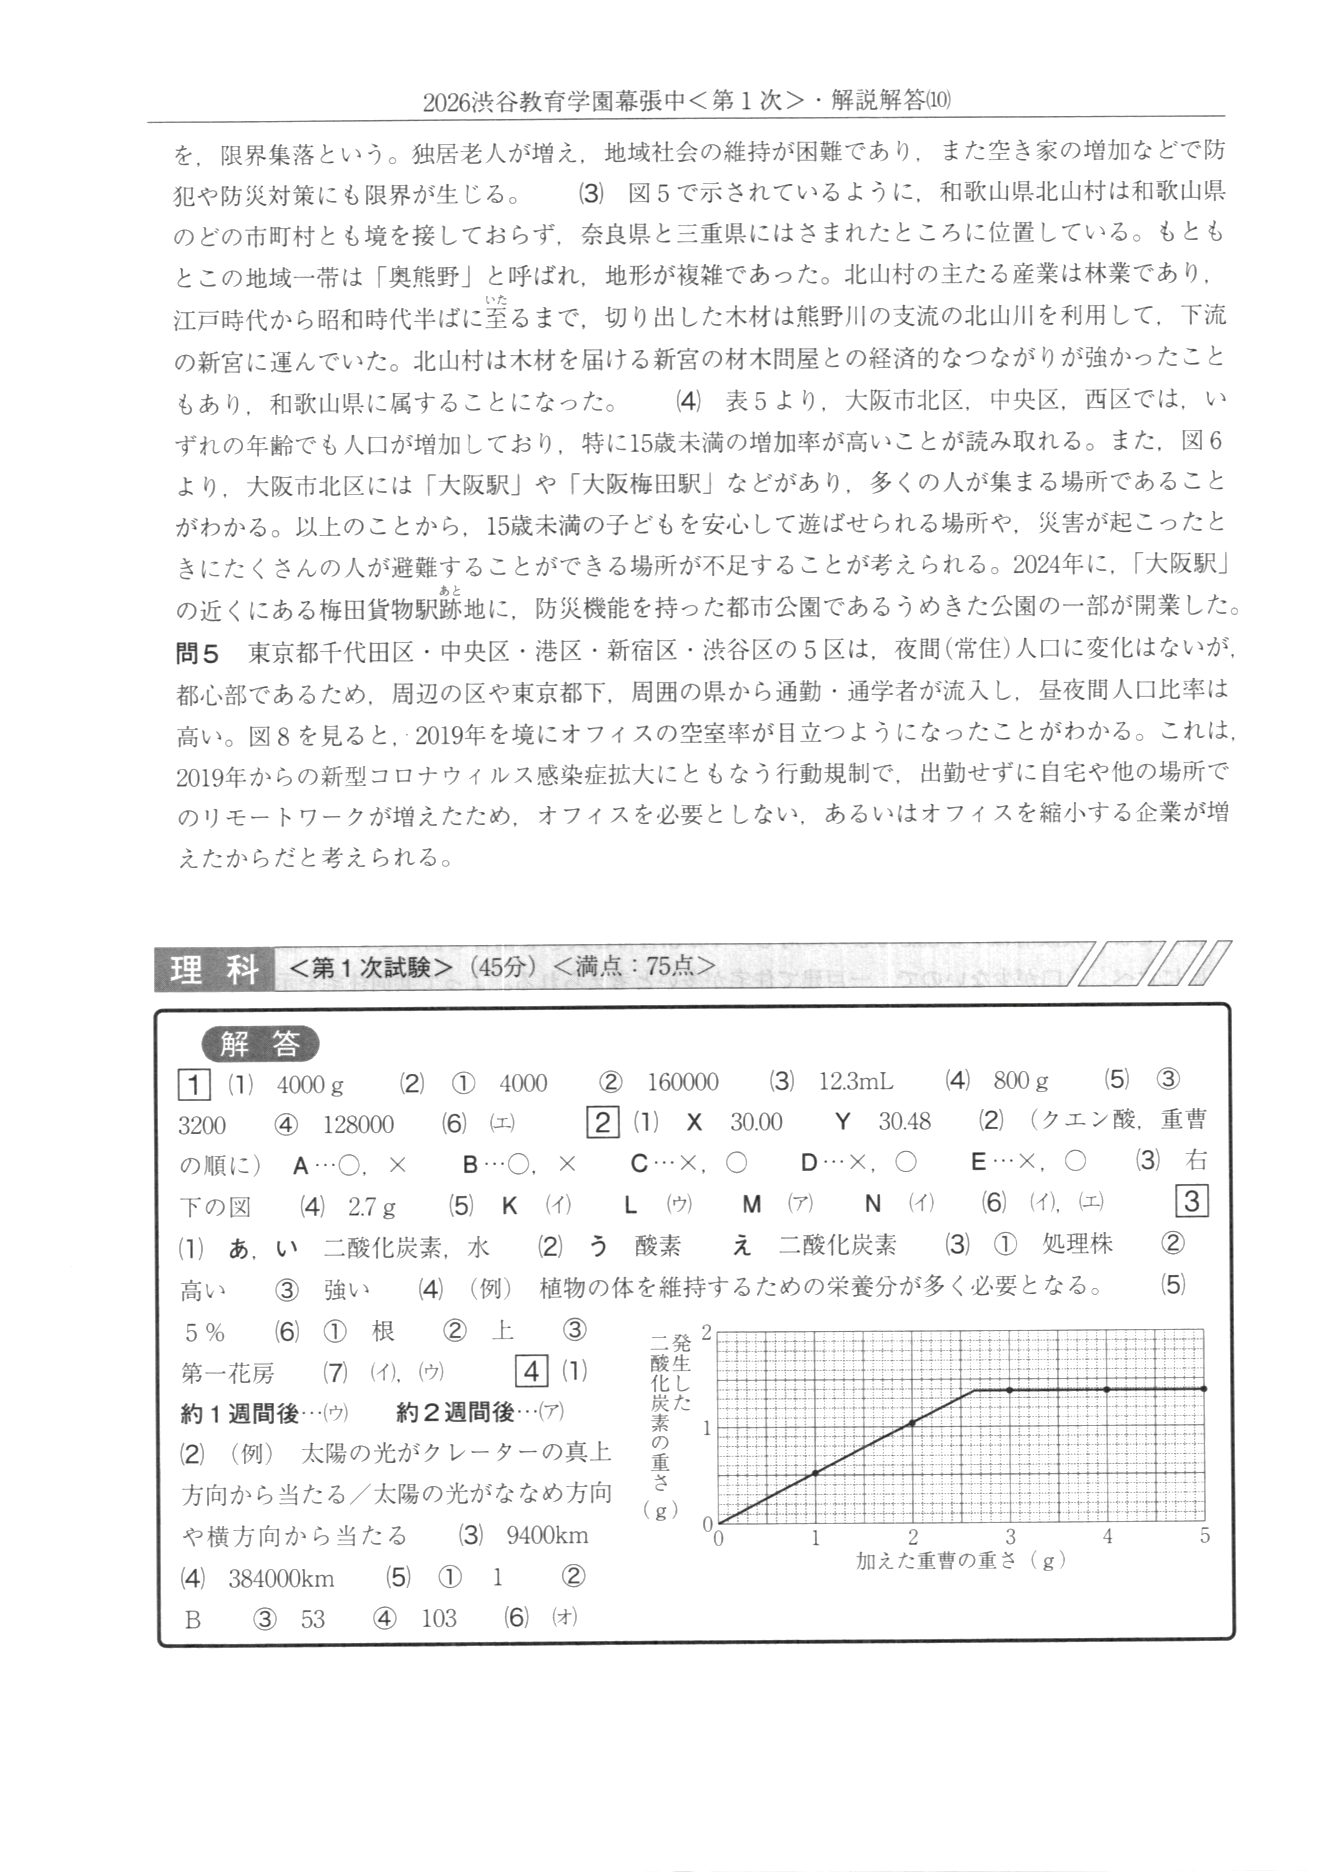 2026渋谷教育学園幕張中＜第１次＞・解説解答⑽
を，限界集落という。独居老人が増え，地域社会の維持が困難であり，また空き家の増加などで防
犯や防災対策にも限界が生じる。　　⑶　図５で示されているように，和歌山県北山村は和歌山県
のどの市町村とも境を接しておらず，奈良県と三重県にはさまれたところに位置している。もとも
とこの地域一帯は「奥熊野」と呼ばれ，地形が複雑であった。北山村の主たる産業は林業であり，
いた
江戸時代から昭和時代半ばに至るまで，切り出した木材は熊野川の支流の北山川を利用して，下流
の新宮に運んでいた。北山村は木材を届ける新宮の材木問屋との経済的なつながりが強かったこと
もあり，和歌山県に属することになった。　　⑷　表５より，大阪市北区，中央区，西区では，い
ずれの年齢でも人口が増加しており，特に15歳未満の増加率が高いことが読み取れる。また，図６
より，大阪市北区には「大阪駅」や「大阪梅田駅」などがあり，多くの人が集まる場所であること
がわかる。以上のことから，15歳未満の子どもを安心して遊ばせられる場所や，災害が起こったと
きにたくさんの人が避難することができる場所が不足することが考えられる。2024年に，「大阪駅」
あと
の近くにある梅田貨物駅跡地に，防災機能を持った都市公園であるうめきた公園の一部が開業した。
問５　東京都千代田区・中央区・港区・新宿区・渋谷区の５区は，夜間(常住)人口に変化はないが，
都心部であるため，周辺の区や東京都下，周囲の県から通勤・通学者が流入し，昼夜間人口比率は
高い。図８を見ると，2019年を境にオフィスの空室率が目立つようになったことがわかる。これは，
2019年からの新型コロナウィルス感染症拡大にともなう行動規制で，出勤せずに自宅や他の場所で
のリモートワークが増えたため，オフィスを必要としない，あるいはオフィスを縮小する企業が増
えたからだと考えられる。
理　科　＜第１次試験＞（45分）＜満点：75点＞
解　答
1　⑴　4000ｇ　　⑵　①　4000　　②　160000　　⑶　12.3mL　　⑷　800ｇ　　⑸　③
3200　　④　128000　　⑹　㈓　　2　⑴　X　30.00　　Y　30.48　　⑵　（クエン酸，重曹
の順に）　A…○，×　　B…○，×　　C…×，○　　D…×，○　　E…×，○　　⑶　右
下の図　　⑷　2.7ｇ　　⑸　K　(イ)　　L　(ウ)　　M　(ア)　　N　(イ)　　⑹　(イ)，(エ)　　3
⑴　あ，い　二酸化炭素，水　　⑵　う　酸素　　え　二酸化炭素　　⑶　①　処理株　　②
高い　　③　強い　　⑷　（例）　植物の体を維持するための栄養分が多く必要となる。　　⑸
５％　　⑹　①　根　　②　上　　③
第一花房　　⑺　(イ)，(ウ)　　4　⑴
約１週間後…(ウ)　　約２週間後…(ア)
⑵　（例）　太陽の光がクレーターの真上
方向から当たる／太陽の光がななめ方向
や横方向から当たる　　⑶　9400km
⑷　384000km　　⑸　①　1　　②
B　　③　53　　④　103　　⑹　(オ)
発生した
二酸化炭素の重さ
（ｇ）
2
1
0
0　1　2　3　4　5
加えた重曹の重さ（ｇ）